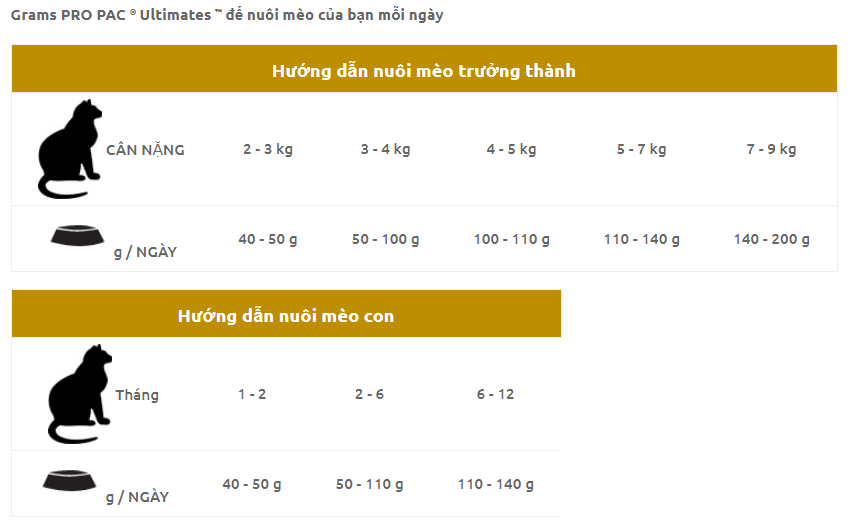 Grams PRO PAC ® Ultimates ™ để nuôi mèo của bạn mỗi ngày
Hướng dẫn nuôi mèo trưởng thành
CÂN NẶNG 2 - 3 kg 3 - 4 kg 4 - 5 kg 5 - 7 kg 7 - 9 kg
g / NGÀY 40 - 50 g 50 - 100 g 100 - 110 g 110 - 140 g 140 - 200 g
Hướng dẫn nuôi mèo con
Tháng 1 - 2 2 - 6 6 - 12
g / NGÀY 40 - 50 g 50 - 110 g 110 - 140 g